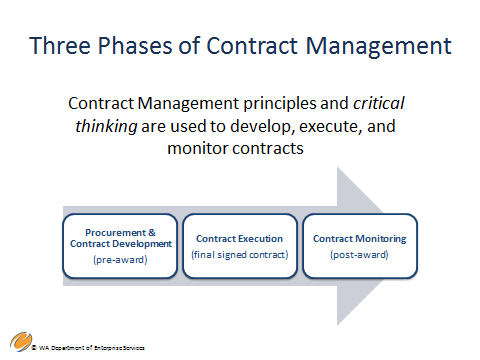 Three Phases of Contract Management
Contract Management principles and critical
thinking are used to develop, execute, and
monitor contracts
Procurement &
Contract Development
(pre-award)
Contract Execution
(final signed contract)
Contract Monitoring
(post-award)
© WA Department of Enterprise Services